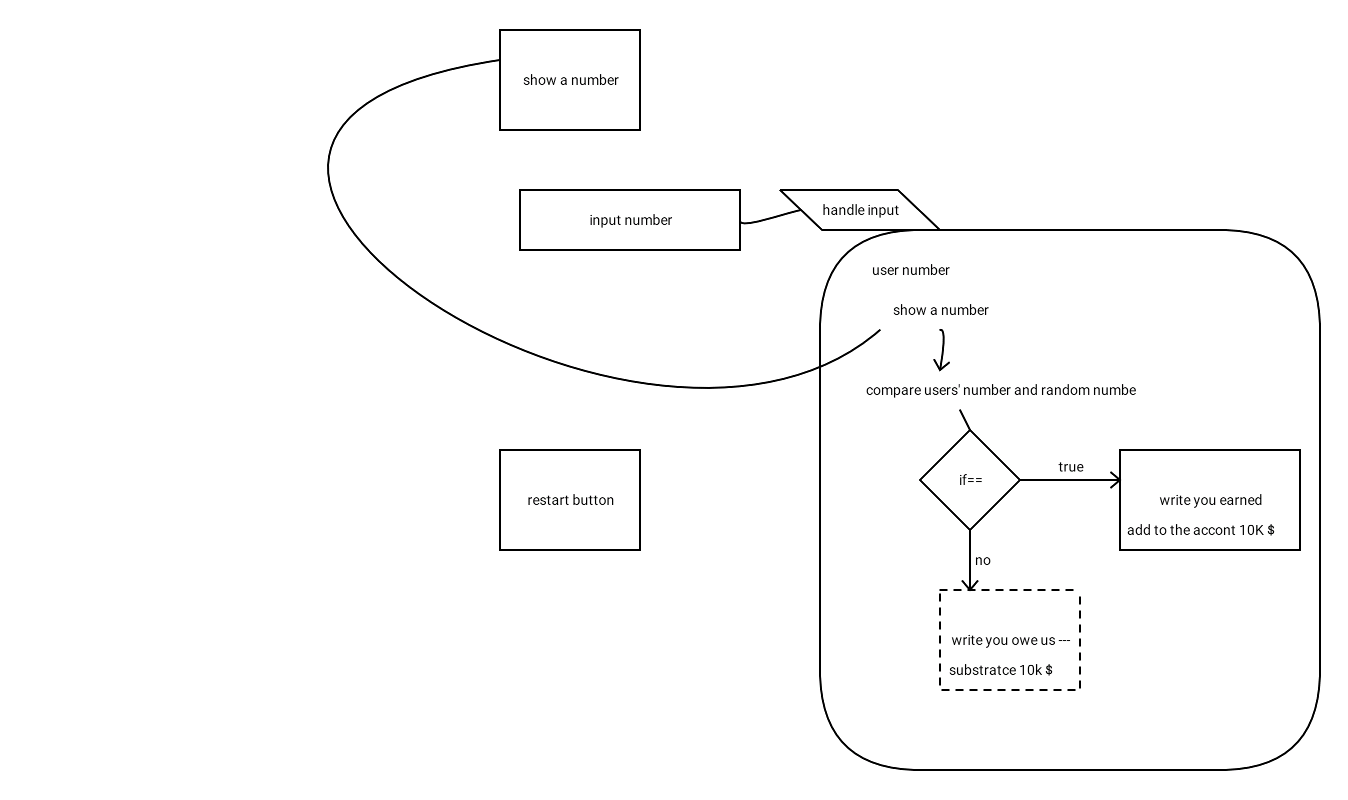 show a number
input number
handle input
user number
show a number
compare users' number and random numbe
if==
true
write you earned
add to the accont 10K $
restart button
no
write you owe us ---
substratce 10k $